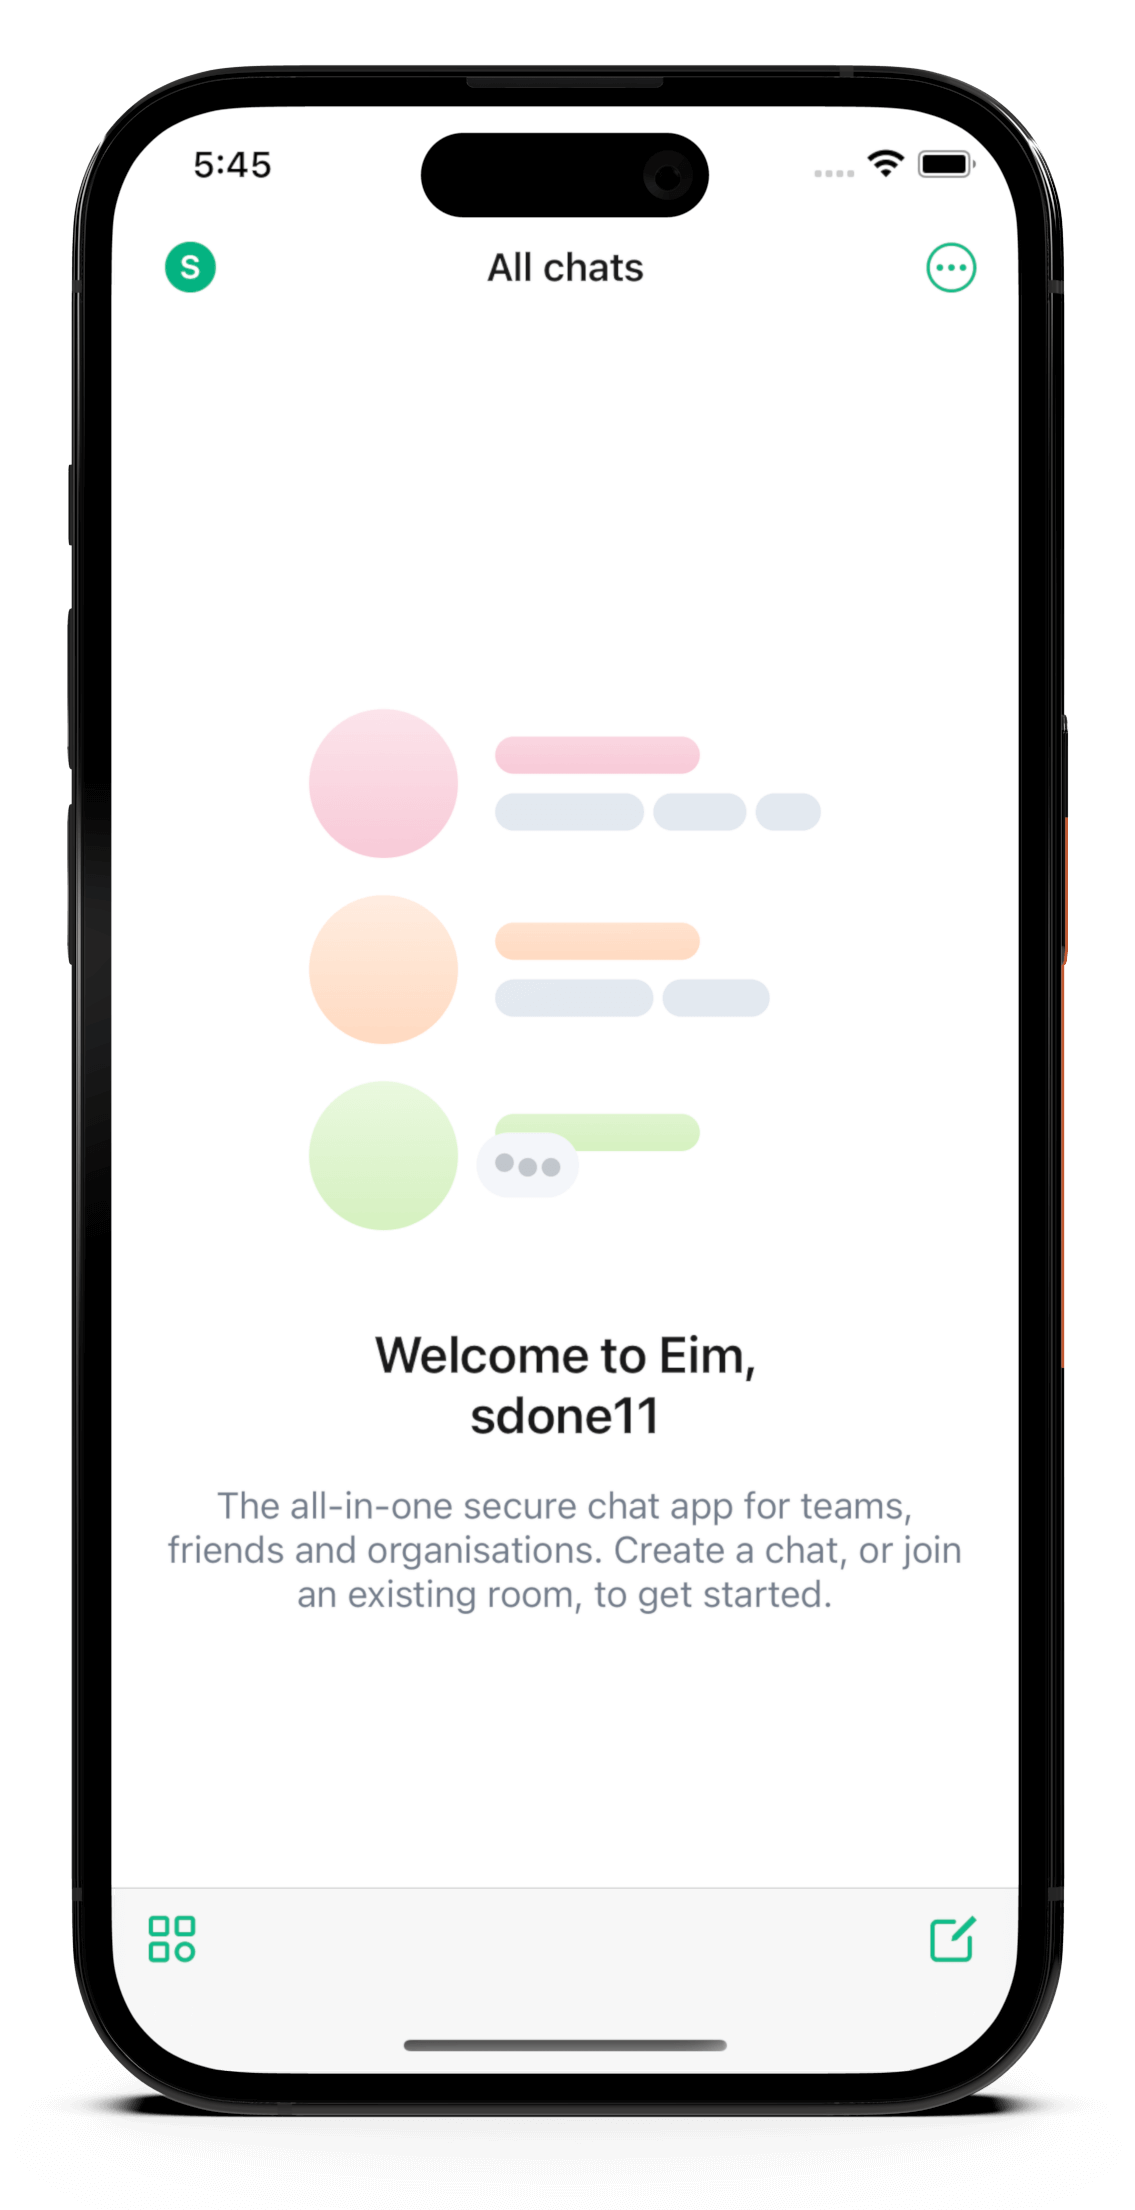 5:45
S
All chats
Welcome to Eim,
sdone11
The all-in-one secure chat app for teams,
friends and organisations. Create a chat, or join
an existing room, to get started.